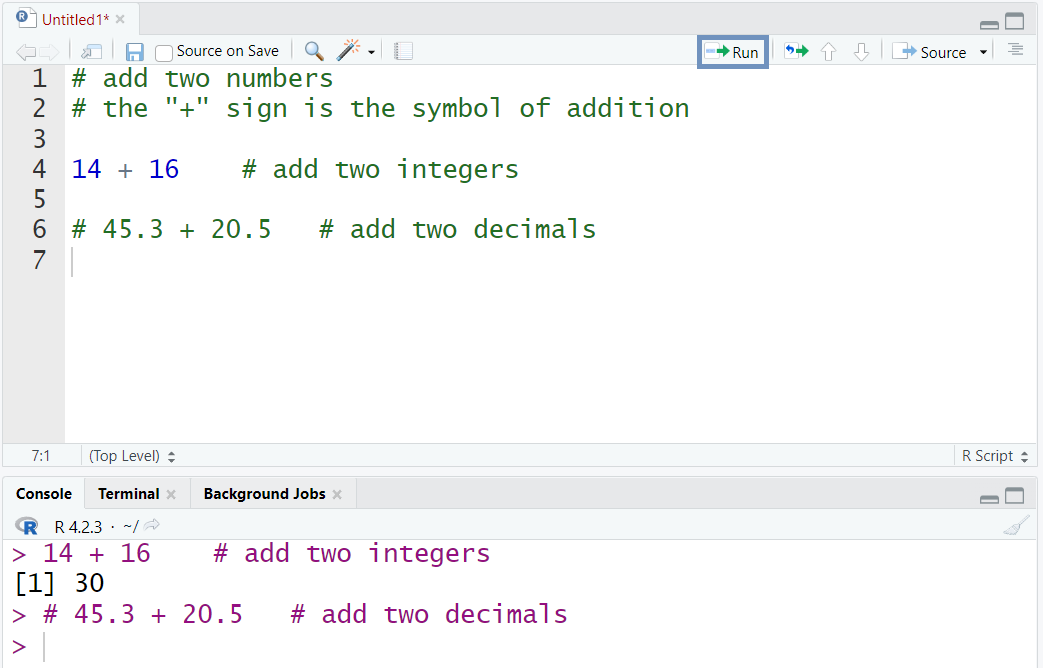 Untitled1*
Source on Save Run Source
1 # add two numbers
2 # the "+" sign is the symbol of addition
3
4 14 + 16    # add two integers
5
6 # 45.3 + 20.5   # add two decimals
7
7:1 (Top Level) R Script
Console Terminal Background Jobs
R R 4.2.3 · ~/
> 14 + 16    # add two integers
[1] 30
> # 45.3 + 20.5   # add two decimals
>